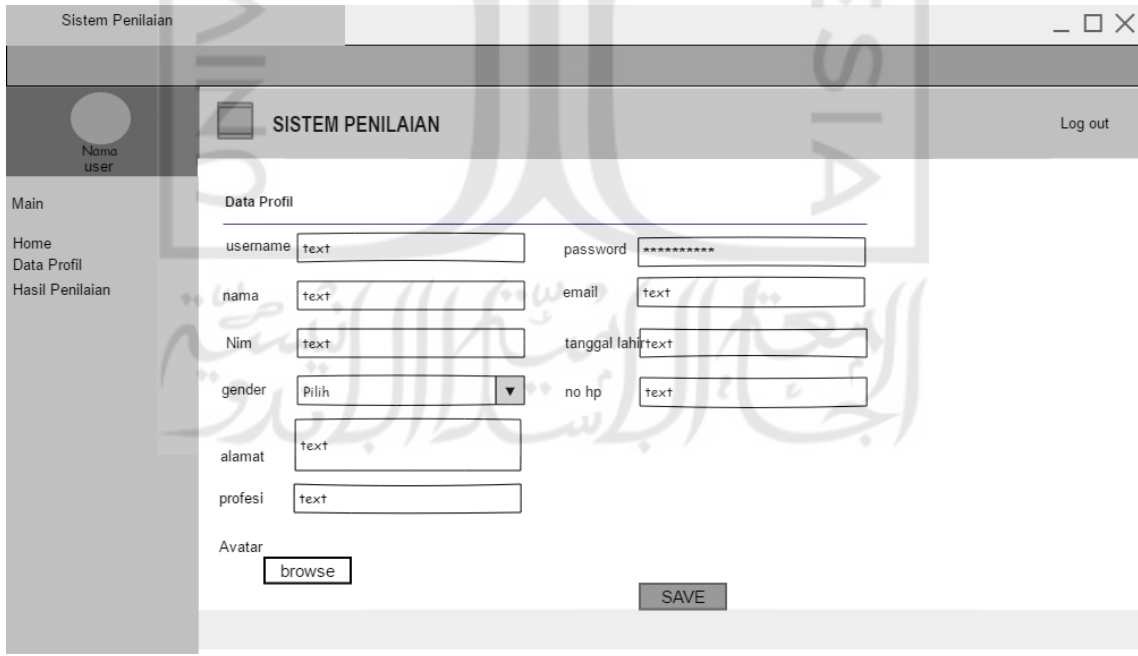 Sistem Penilaian
Nama
user
SISTEM PENILAIAN
Log out
Main
Home
Data Profil
Hasil Penilaian
Data Profil
username text
password **********
nama text
email text
Nim text
tanggal lahir text
gender Pilih
no hp text
alamat text
profesi text
Avatar
browse
SAVE